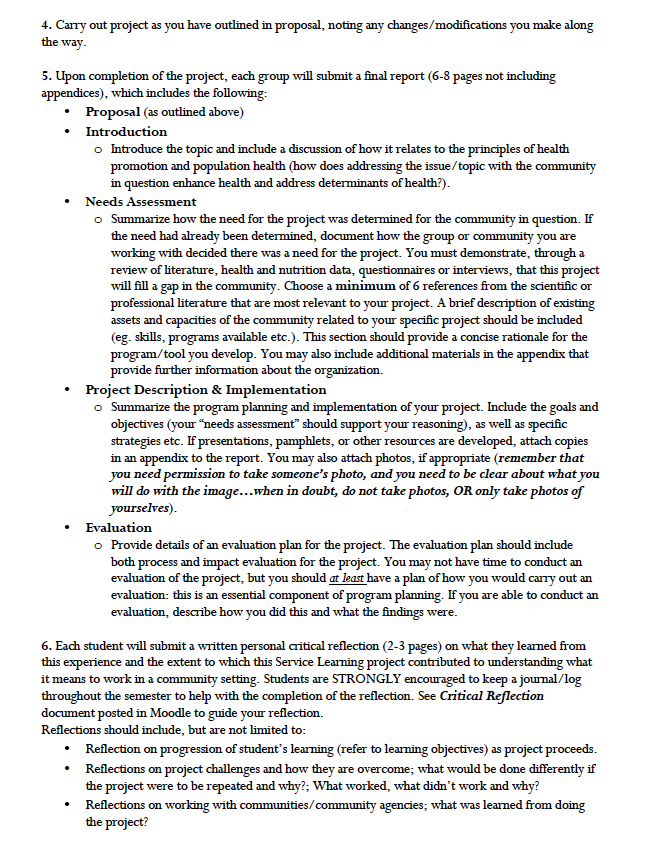 4. Carry out project as you have outlined in proposal, noting any changes/modifications you make along
the way.
5. Upon completion of the project, each group will submit a final report (6-8 pages not including
appendices), which includes the following:
• Proposal (as outlined above)
• Introduction
o Introduce the topic and include a discussion of how it relates to the principles of health
promotion and population health (how does addressing the issue/topic with the community
in question enhance health and address determinants of health?).
• Needs Assessment
o Summarize how the need for the project was determined for the community in question. If
the need had already been determined, document how the group or community you are
working with decided there was a need for the project. You must demonstrate, through a
review of literature, health and nutrition data, questionnaires or interviews, that this project
will fill a gap in the community. Choose a minimum of 6 references from the scientific or
professional literature that are most relevant to your project. A brief description of existing
assets and capacities of the community related to your specific project should be included
(eg. skills, programs available etc.). This section should provide a concise rationale for the
program/tool you develop. You may also include additional materials in the appendix that
provide further information about the organization.
• Project Description & Implementation
o Summarize the program planning and implementation of your project. Include the goals and
objectives (your “needs assessment” should support your reasoning), as well as specific
strategies etc. If presentations, pamphlets, or other resources are developed, attach copies
in an appendix to the report. You may also attach photos, if appropriate (remember that
you need permission to take someone’s photo, and you need to be clear about what you
will do with the image…when in doubt, do not take photos, OR only take photos of
yourselves).
• Evaluation
o Provide details of an evaluation plan for the project. The evaluation plan should include
both process and impact evaluation for the project. You may not have time to conduct an
evaluation of the project, but you should at least have a plan of how you would carry out an
evaluation: this is an essential component of program planning. If you are able to conduct an
evaluation, describe how you did this and what the findings were.
6. Each student will submit a written personal critical reflection (2-3 pages) on what they learned from
this experience and the extent to which this Service Learning project contributed to understanding what
it means to work in a community setting. Students are STRONGLY encouraged to keep a journal/log
throughout the semester to help with the completion of the reflection. See Critical Reflection
document posted in Moodle to guide your reflection.
Reflections should include, but are not limited to:
• Reflection on progression of student’s learning (refer to learning objectives) as project proceeds.
• Reflections on project challenges and how they are overcome; what would be done differently if
the project were to be repeated and why?; What worked, what didn’t work and why?
• Reflections on working with communities/community agencies; what was learned from doing
the project?